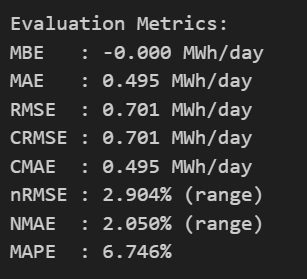 Evaluation Metrics:
MBE   : -0.000 MWh/day
MAE   : 0.495 MWh/day
RMSE  : 0.701 MWh/day
CRMSE : 0.701 MWh/day
CMAE  : 0.495 MWh/day
nRMSE : 2.904% (range)
NMAE  : 2.050% (range)
MAPE  : 6.746%